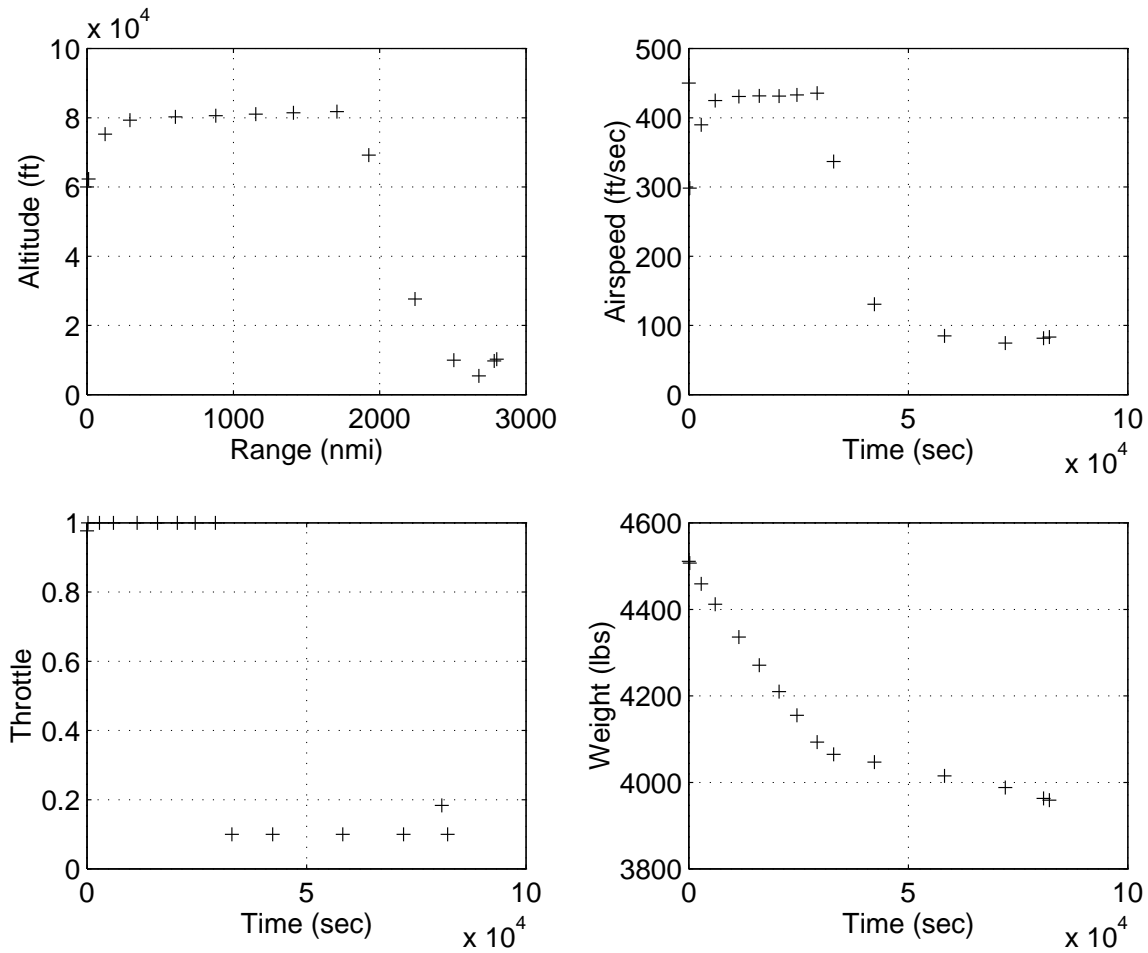 x 10^4
10
8
6
4
2
0
0 1000 2000 3000
Altitude (ft)
Range (nmi)
500
400
300
200
100
0
0 5 10
Airspeed (ft/sec)
Time (sec)
x 10^4
1
0.8
0.6
0.4
0.2
0
0 5 10
Throttle
Time (sec)
x 10^4
4600
4400
4200
4000
3800
0 5 10
Weight (lbs)
Time (sec)
x 10^4